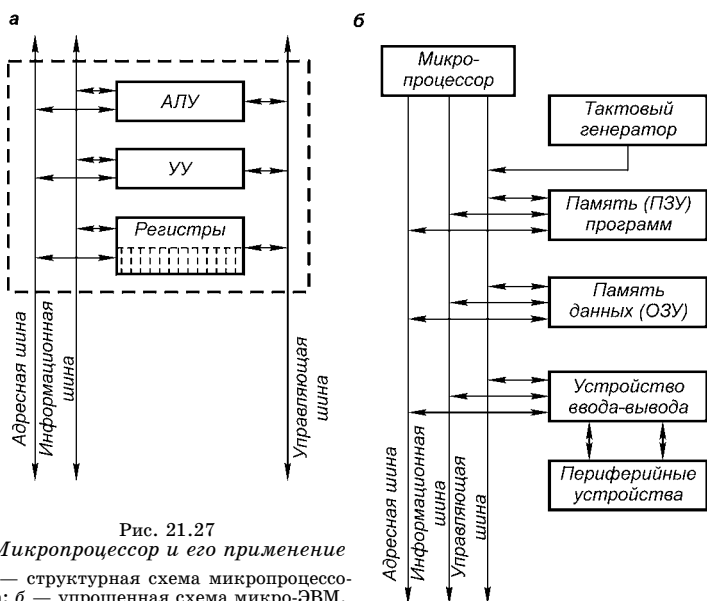 а
АЛУ
УУ
Регистры
Адресная шина
Информационная
шина
Управляющая
шина
Рис. 21.27
Микропроцессор и его применение
— структурная схема микропроцессо-
; б — упрощенная схема микро-ЭВМ.
б
Микро-
процессор
Тактовый
генератор
Память (ПЗУ)
программ
Память
данных (ОЗУ)
Устройство
ввода-вывода
Периферийные
устройства
Адресная шина
Информационная
шина
Управляющая
шина